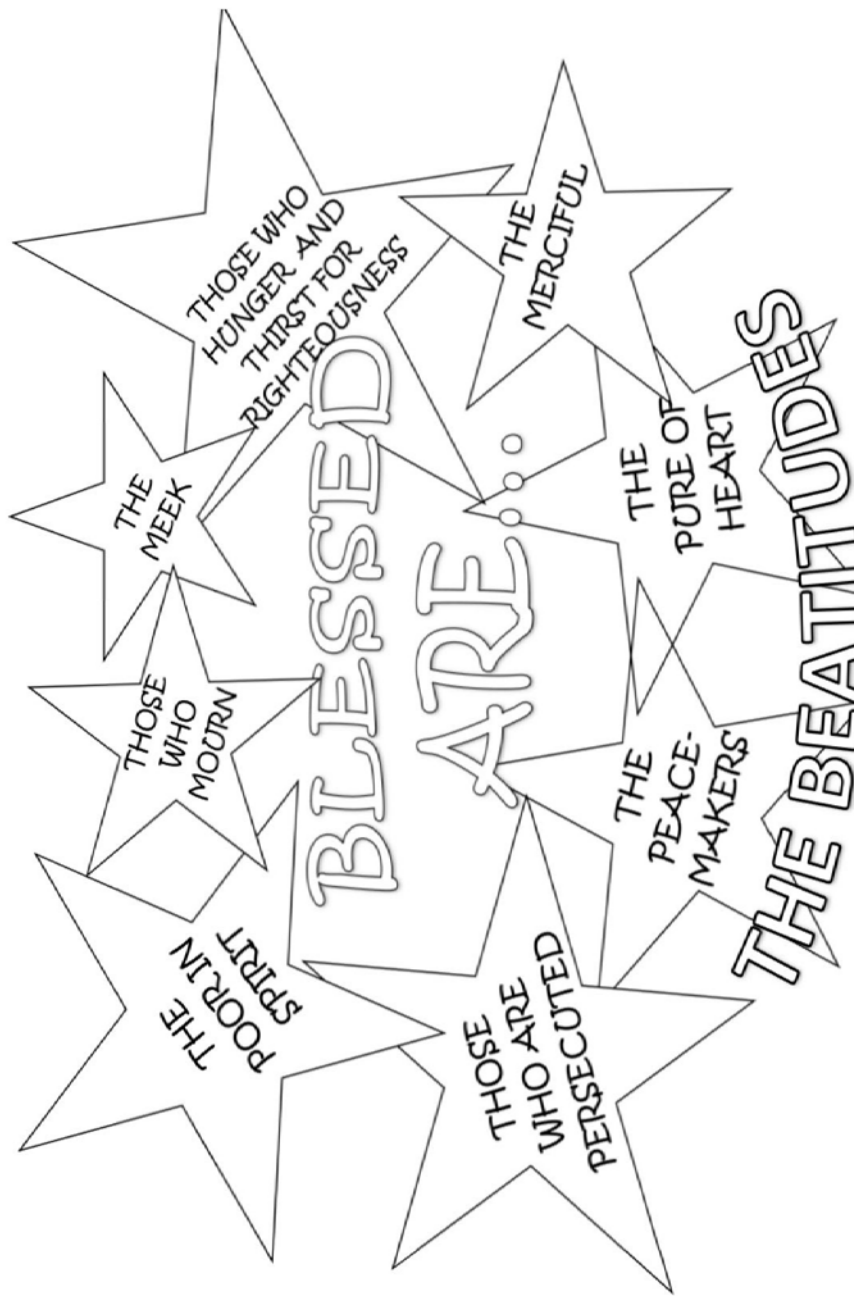 BLESSED
ARE...
THE
POOR IN
SPIRIT
THOSE
WHO
MOURN
THE
MEEK
THOSE WHO
HUNGER AND
THIRST FOR
RIGHTEOUSNESS
THE
MERCIFUL
THE
PURE OF
HEART
THE
PEACE-
MAKERS
THOSE
WHO ARE
PERSECUTED
THE BEATITUDES